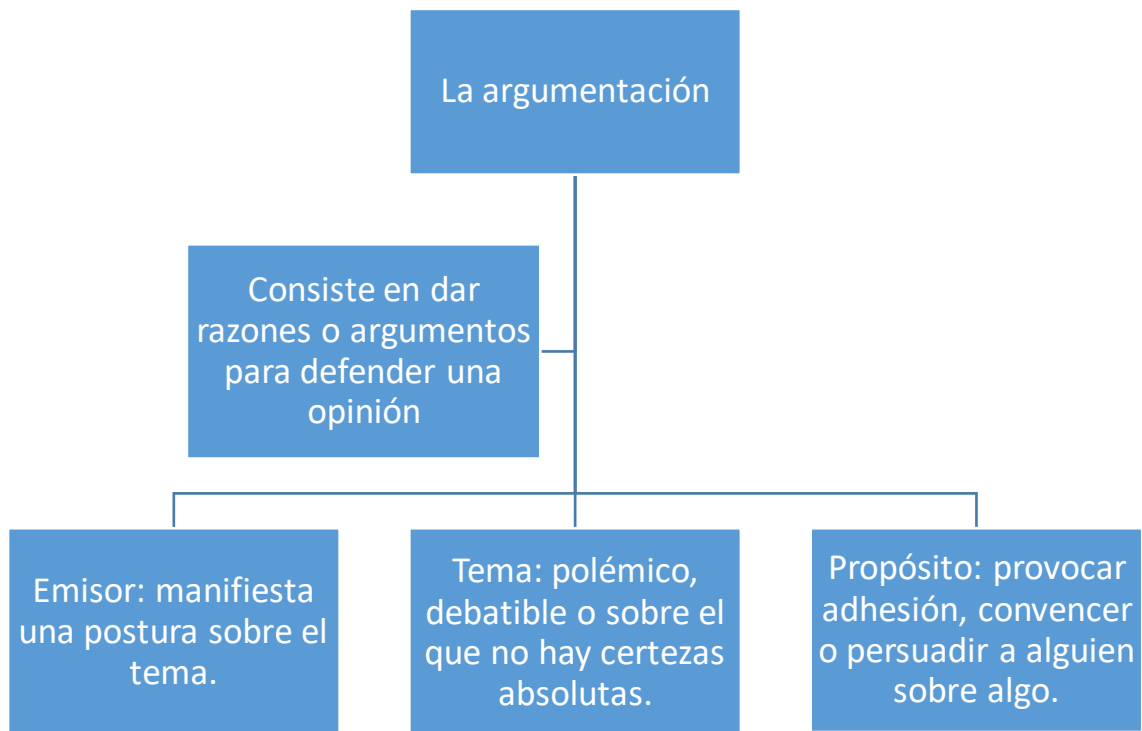 La argumentación
Consiste en dar
razones o argumentos
para defender una
opinión
Emisor: manifiesta
una postura sobre el
tema.
Tema: polémico,
debatible o sobre el
que no hay certezas
absolutas.
Propósito: provocar
adhesión, convencer
o persuadir a alguien
sobre algo.